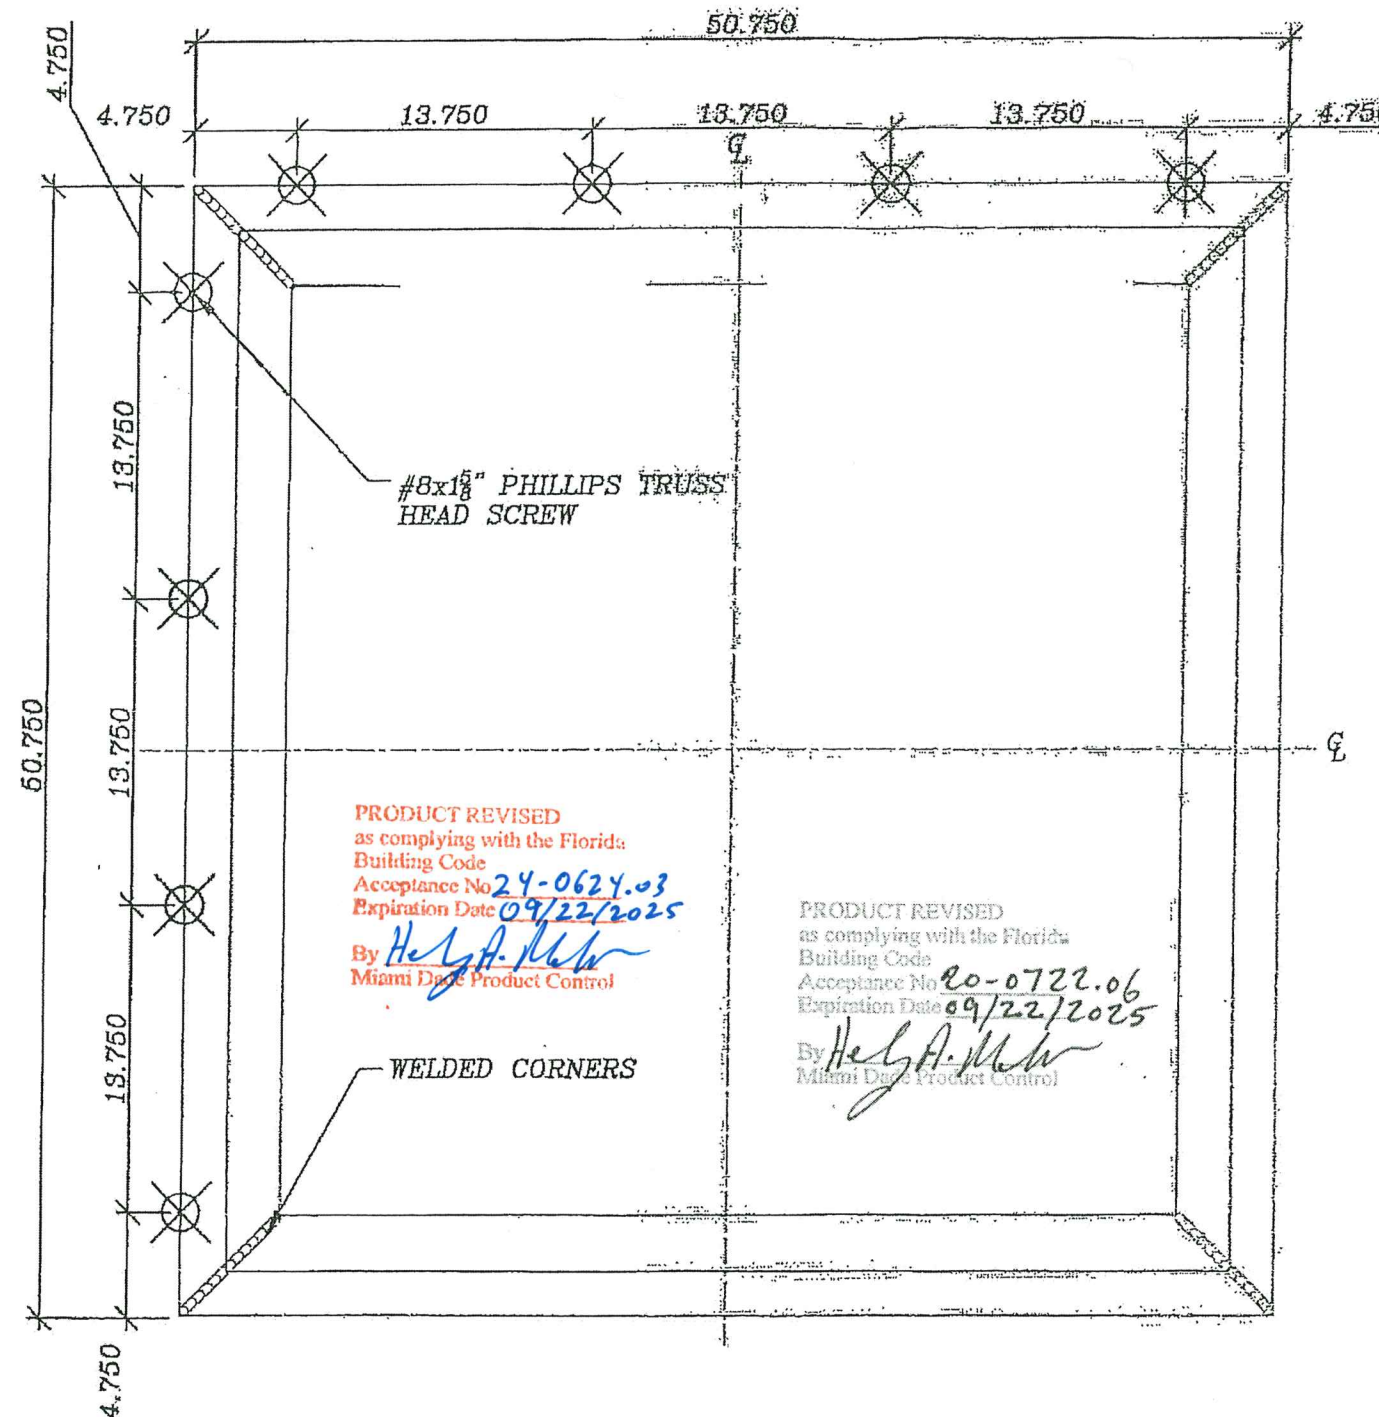 50.750
4.750
4.750
13.750
13.750
13.750
4.750
℄
13.750
#8x1⅝" PHILLIPS TRUSS
HEAD SCREW
50.750
13.750
℄
PRODUCT REVISED
as complying with the Florida
Building Code
Acceptance No 24-0624.03
Expiration Date 09/22/2025
By
Miami Dade Product Control
PRODUCT REVISED
as complying with the Florida
Building Code
Acceptance No 20-0722.06
Expiration Date 09/22/2025
By
Miami Dade Product Control
13.750
WELDED CORNERS
4.750